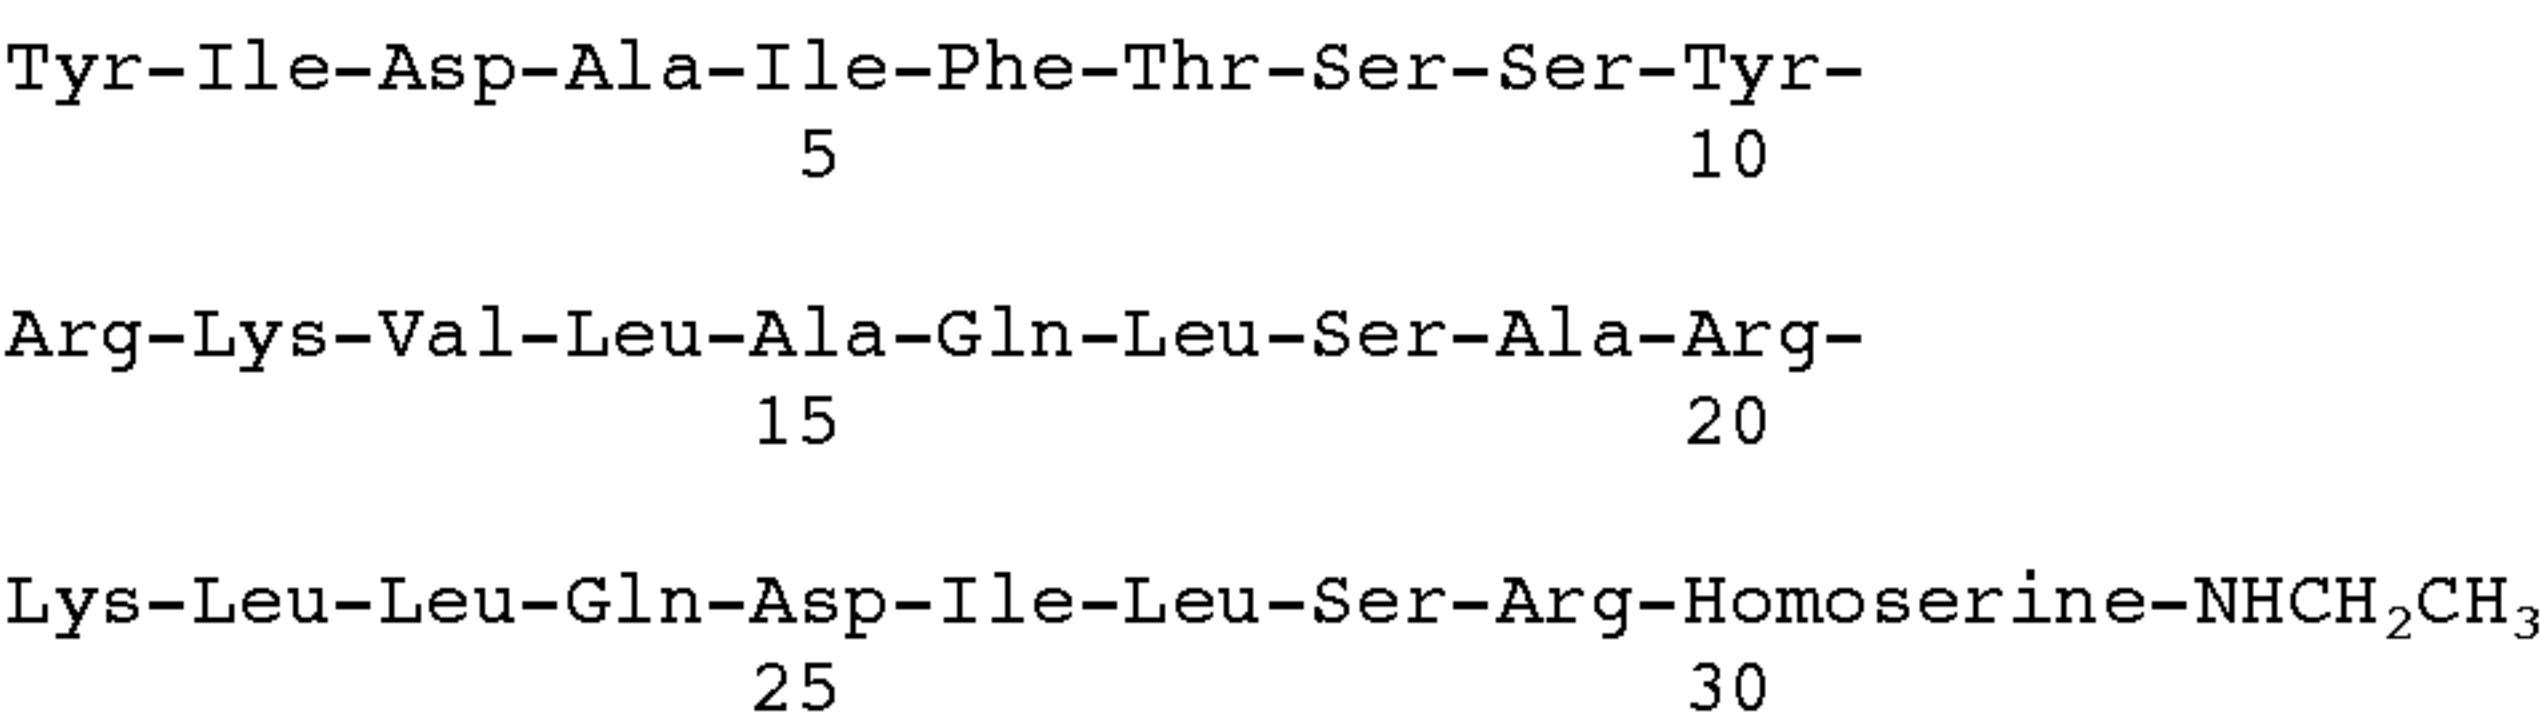 Tyr-Ile-Asp-Ala-Ile-Phe-Thr-Ser-Ser-Tyr-
5 10
Arg-Lys-Val-Leu-Ala-Gln-Leu-Ser-Ala-Arg-
15 20
Lys-Leu-Leu-Gln-Asp-Ile-Leu-Ser-Arg-Homoserine-NHCH₂CH₃
25 30